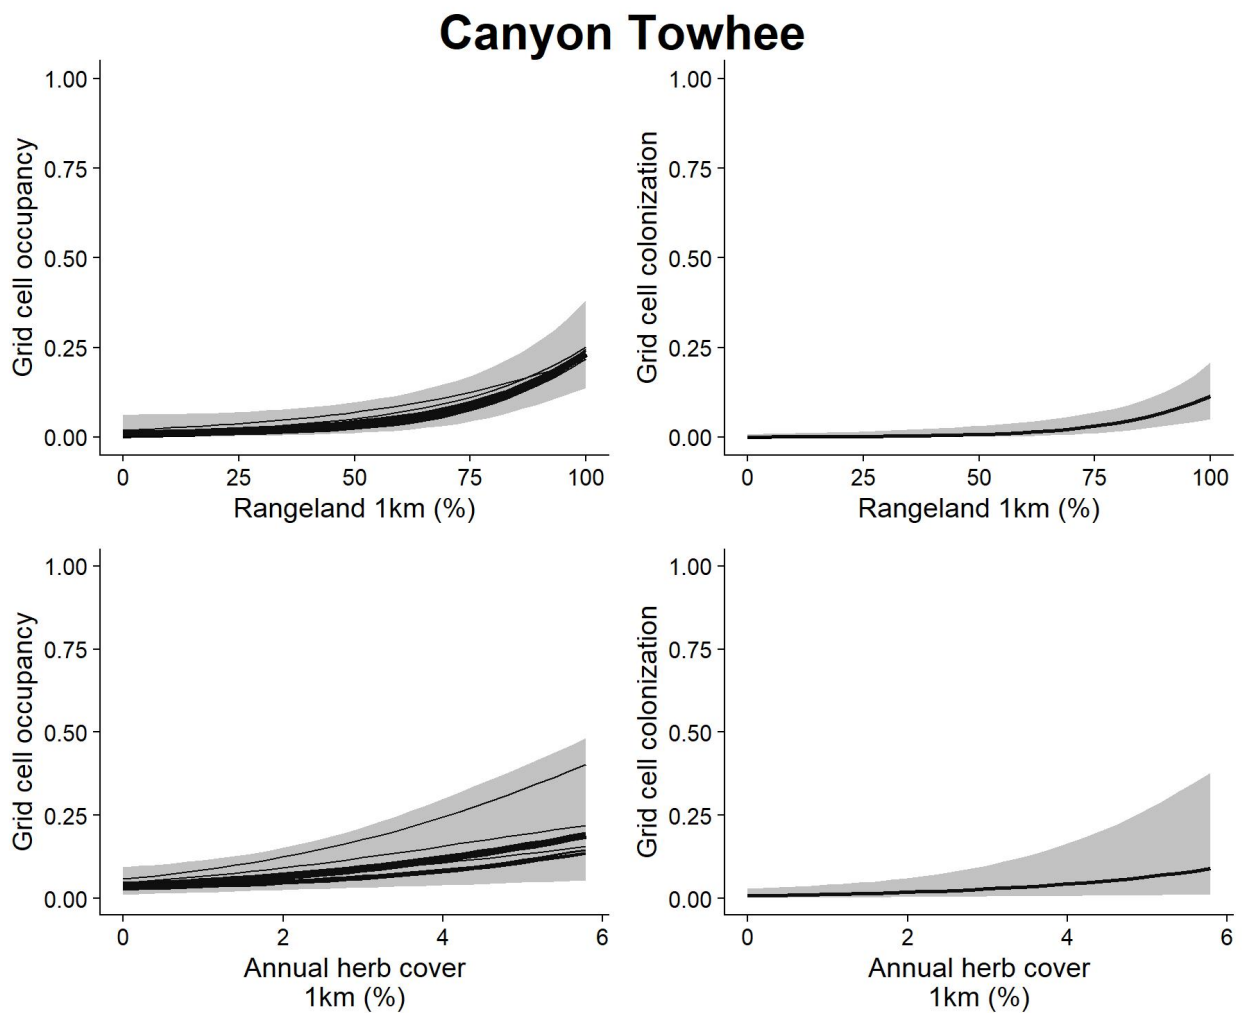 Canyon Towhee
Grid cell occupancy
1.00
0.75
0.50
0.25
0.00
0 25 50 75 100
Rangeland 1km (%)
Grid cell colonization
1.00
0.75
0.50
0.25
0.00
0 25 50 75 100
Rangeland 1km (%)
Grid cell occupancy
1.00
0.75
0.50
0.25
0.00
0 2 4 6
Annual herb cover
1km (%)
Grid cell colonization
1.00
0.75
0.50
0.25
0.00
0 2 4 6
Annual herb cover
1km (%)